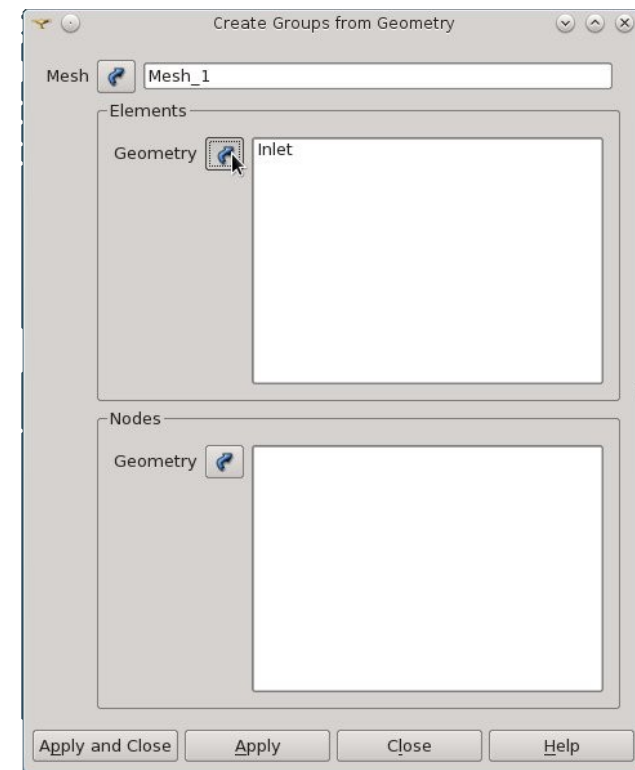 Create Groups from Geometry
Mesh Mesh_1
Elements
Geometry Inlet
Nodes
Geometry
Apply and Close Apply Close Help